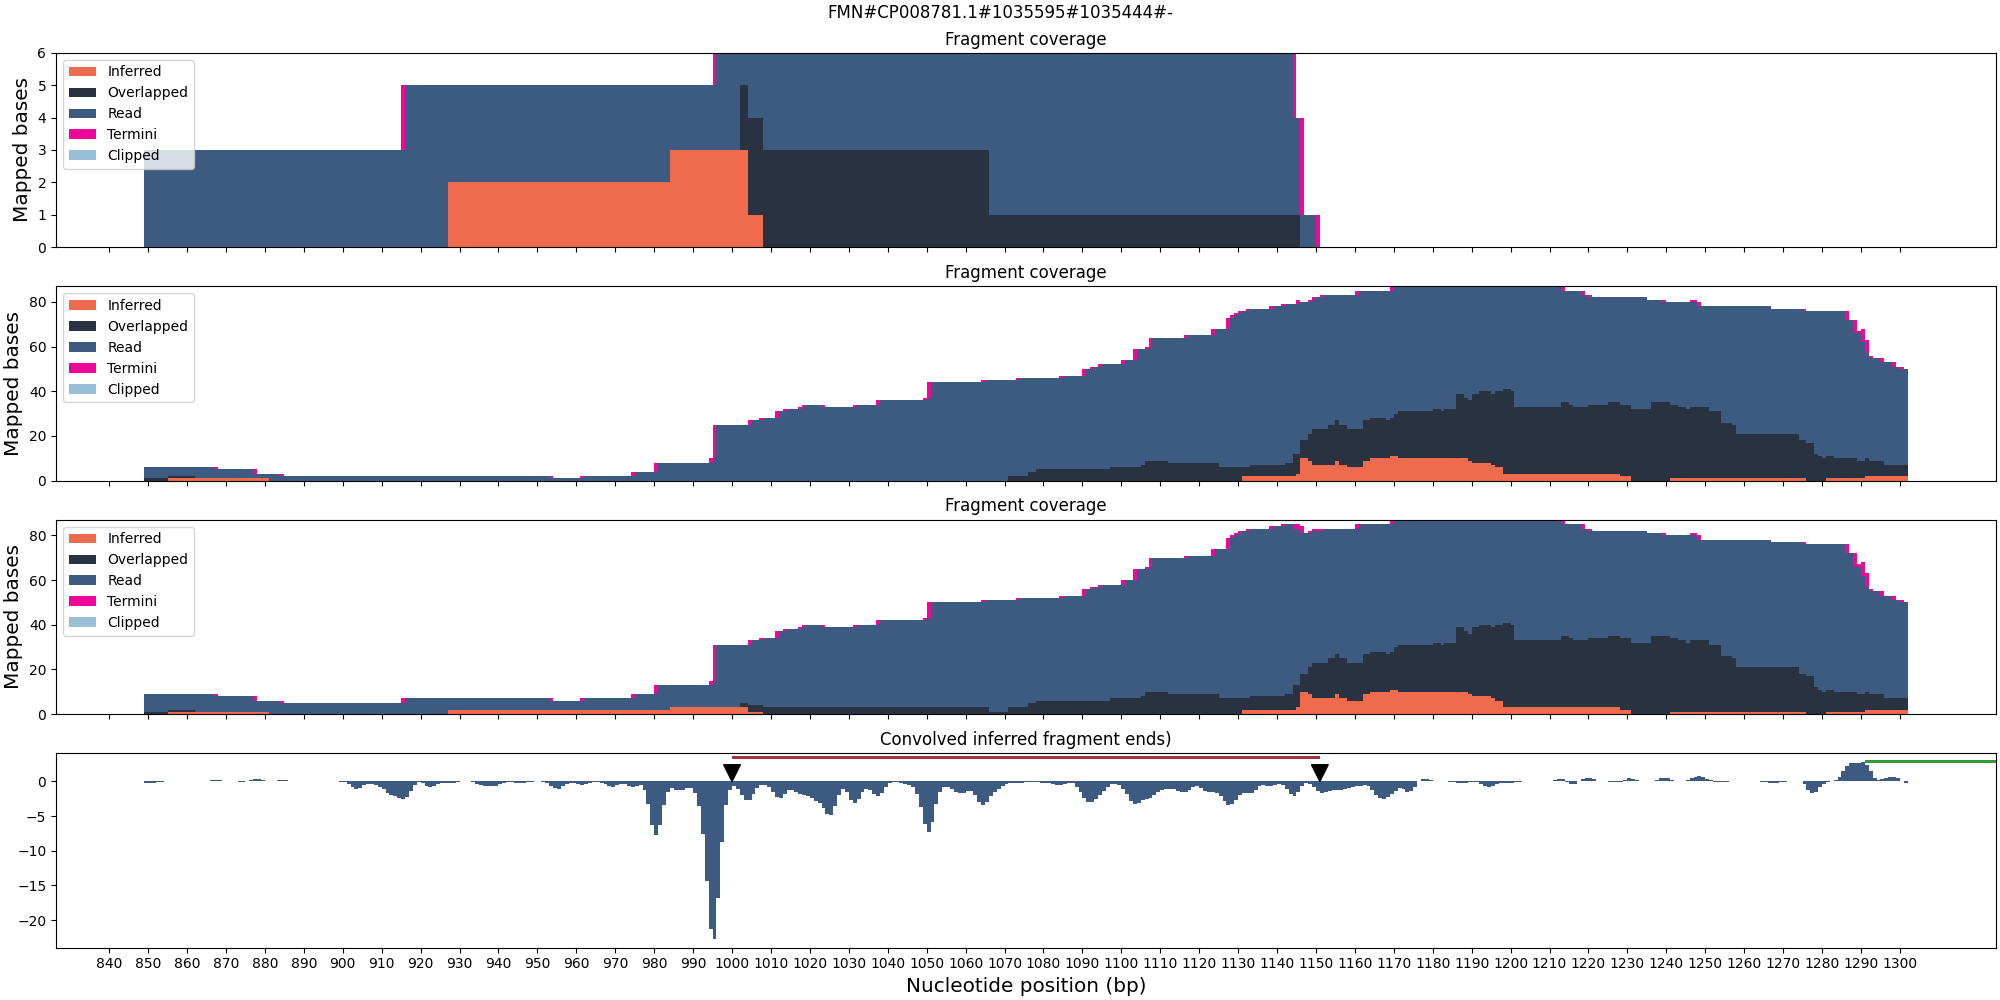 FMN#CP008781.1#1035595#1035444#-
Fragment coverage
Mapped bases
6
5
4
3
2
1
0
Inferred
Overlapped
Read
Termini
Clipped
Fragment coverage
Mapped bases
80
60
40
20
0
Inferred
Overlapped
Read
Termini
Clipped
Fragment coverage
Mapped bases
80
60
40
20
0
Inferred
Overlapped
Read
Termini
Clipped
Convolved inferred fragment ends)
0
−5
−10
−15
−20
840 850 860 870 880 890 900 910 920 930 940 950 960 970 980 990 1000 1010 1020 1030 1040 1050 1060 1070 1080 1090 1100 1110 1120 1130 1140 1150 1160 1170 1180 1190 1200 1210 1220 1230 1240 1250 1260 1270 1280 1290 1300
Nucleotide position (bp)